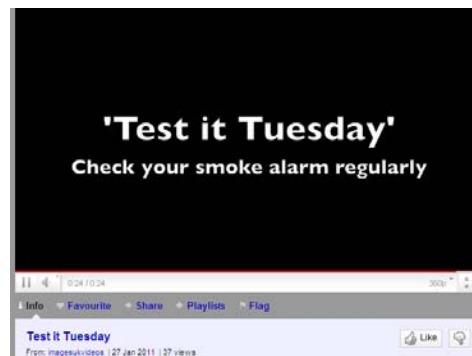 'Test it Tuesday'
Check your smoke alarm regularly
0:24 / 0:24
360p
Info Favourite Share Playlists Flag
Test it Tuesday
Like
From: imagesukvideos | 27 Jan 2011 | 37 views